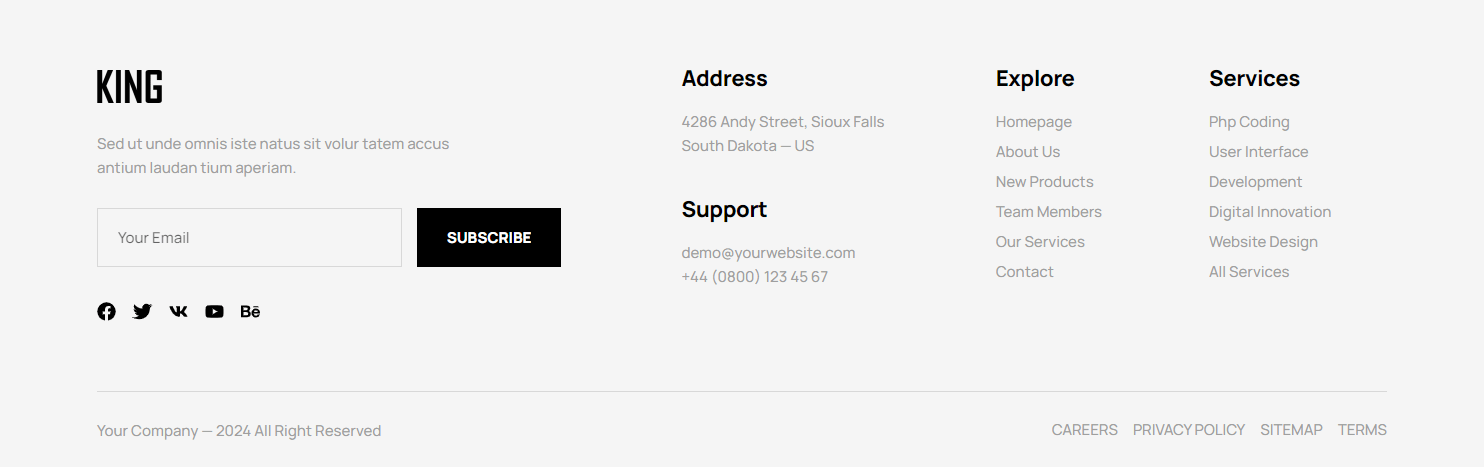 KING
Sed ut unde omnis iste natus sit volur tatem accus
antium laudan tium aperiam.
Your Email
SUBSCRIBE
Address
4286 Andy Street, Sioux Falls
South Dakota — US
Support
demo@yourwebsite.com
+44 (0800) 123 45 67
Explore
Homepage
About Us
New Products
Team Members
Our Services
Contact
Services
Php Coding
User Interface
Development
Digital Innovation
Website Design
All Services
Your Company — 2024 All Right Reserved
CAREERS PRIVACY POLICY SITEMAP TERMS